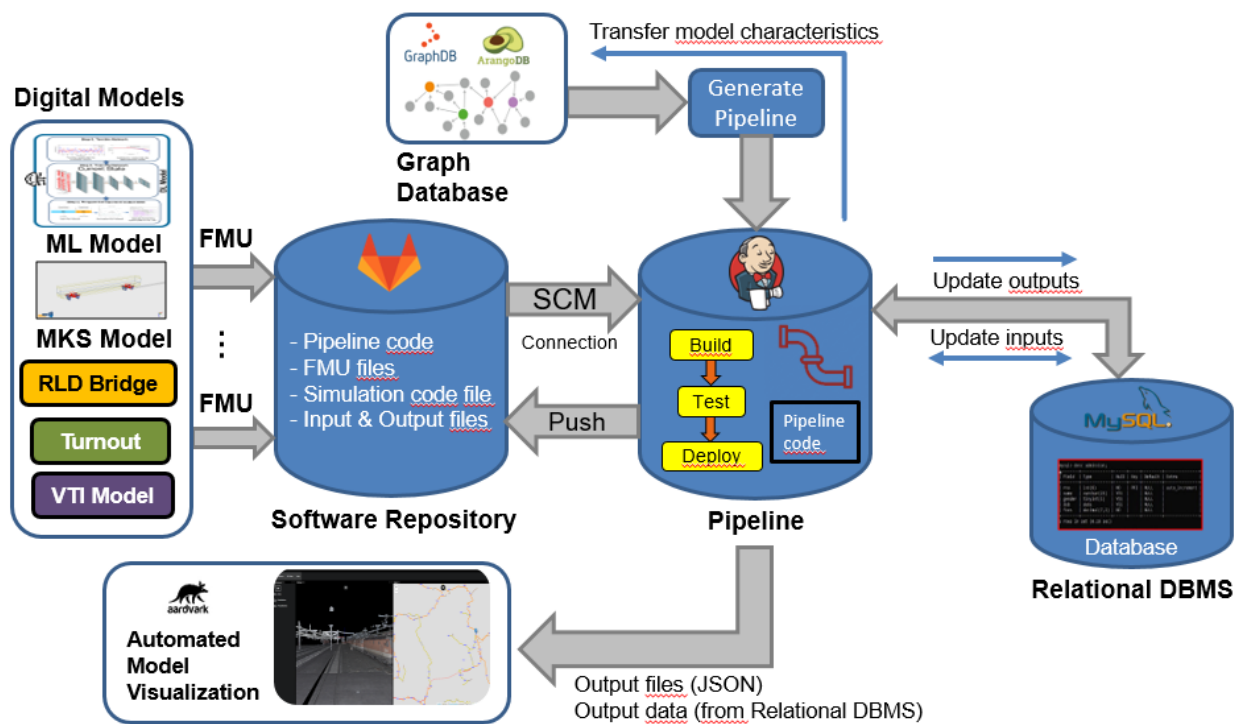 Transfer model characteristics
GraphDB
ArangoDB
Generate
Pipeline
Graph
Database
Digital Models
ML Model
MKS Model
RLD Bridge
Turnout
VTI Model
FMU
FMU
- Pipeline code
- FMU files
- Simulation code file
- Input & Output files
Software Repository
SCM
Connection
Push
Build
Test
Deploy
Pipeline
code
Pipeline
Update outputs
Update inputs
MySQL
Database
Relational DBMS
aardvark
Automated
Model
Visualization
Output files (JSON)
Output data (from Relational DBMS)